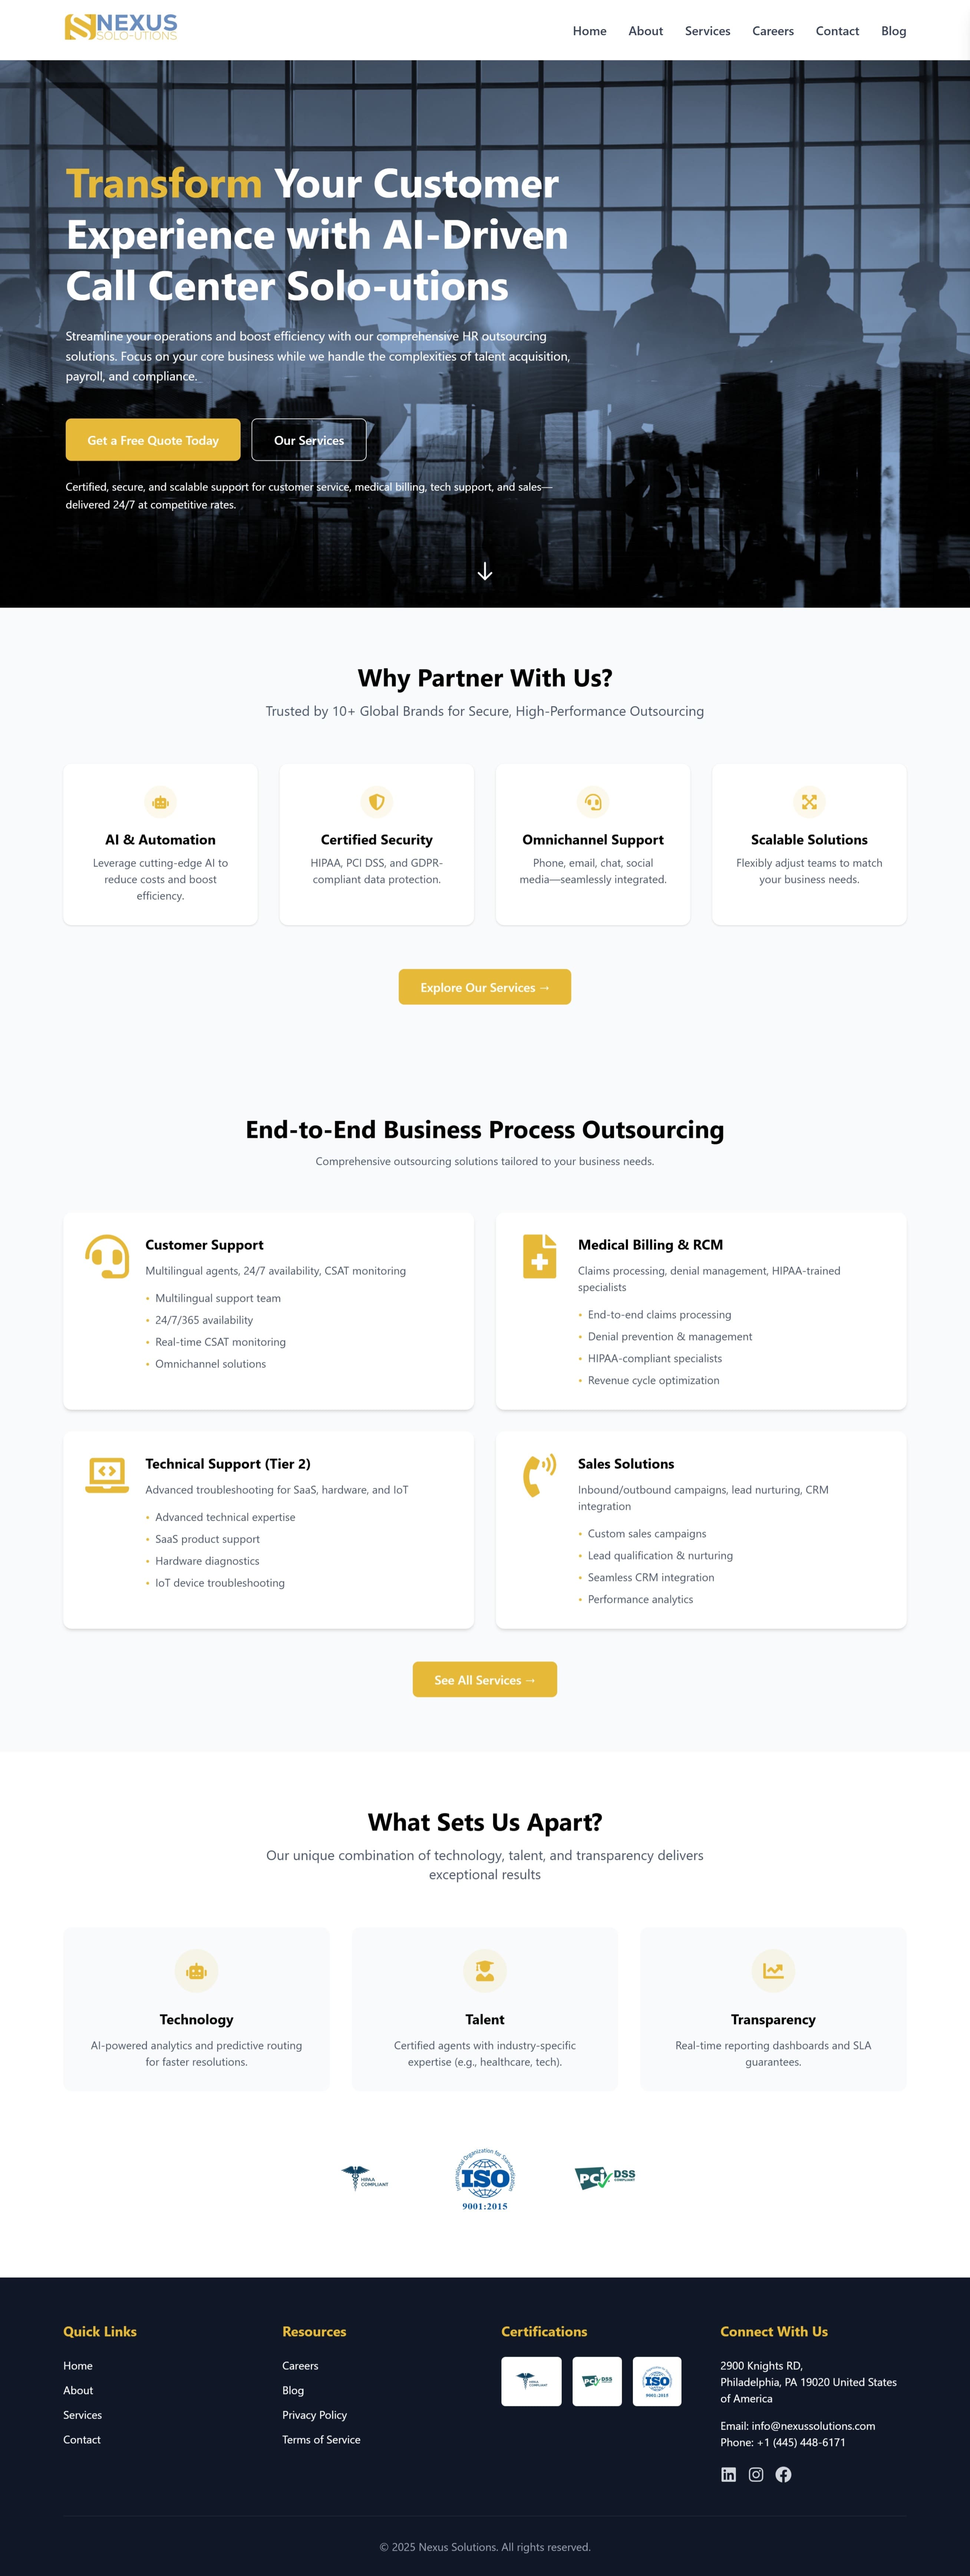 NEXUS
SOLO-UTIONS
Home
About
Services
Careers
Contact
Blog
Transform Your Customer
Experience with AI-Driven
Call Center Solo-utions
Streamline your operations and boost efficiency with our comprehensive HR outsourcing
solutions. Focus on your core business while we handle the complexities of talent acquisition,
payroll, and compliance.
Get a Free Quote Today
Our Services
Certified, secure, and scalable support for customer service, medical billing, tech support, and sales—
delivered 24/7 at competitive rates.
Why Partner With Us?
Trusted by 10+ Global Brands for Secure, High-Performance Outsourcing
AI & Automation
Leverage cutting-edge AI to
reduce costs and boost
efficiency.
Certified Security
HIPAA, PCI DSS, and GDPR-
compliant data protection.
Omnichannel Support
Phone, email, chat, social
media—seamlessly integrated.
Scalable Solutions
Flexibly adjust teams to match
your business needs.
Explore Our Services →
End-to-End Business Process Outsourcing
Comprehensive outsourcing solutions tailored to your business needs.
Customer Support
Multilingual agents, 24/7 availability, CSAT monitoring
• Multilingual support team
• 24/7/365 availability
• Real-time CSAT monitoring
• Omnichannel solutions
Medical Billing & RCM
Claims processing, denial management, HIPAA-trained
specialists
• End-to-end claims processing
• Denial prevention & management
• HIPAA-compliant specialists
• Revenue cycle optimization
Technical Support (Tier 2)
Advanced troubleshooting for SaaS, hardware, and IoT
• Advanced technical expertise
• SaaS product support
• Hardware diagnostics
• IoT device troubleshooting
Sales Solutions
Inbound/outbound campaigns, lead nurturing, CRM
integration
• Custom sales campaigns
• Lead qualification & nurturing
• Seamless CRM integration
• Performance analytics
See All Services →
What Sets Us Apart?
Our unique combination of technology, talent, and transparency delivers
exceptional results
Technology
AI-powered analytics and predictive routing
for faster resolutions.
Talent
Certified agents with industry-specific
expertise (e.g., healthcare, tech).
Transparency
Real-time reporting dashboards and SLA
guarantees.
HIPAA
COMPLIANT
International Organization for Standardization
ISO
9001:2015
PCI DSS
COMPLIANT
Quick Links
Home
About
Services
Contact
Resources
Careers
Blog
Privacy Policy
Terms of Service
Certifications
HIPAA
COMPLIANT
PCI DSS
COMPLIANT
ISO
9001:2015
Connect With Us
2900 Knights RD,
Philadelphia, PA 19020 United States
of America
Email: info@nexussolutions.com
Phone: +1 (445) 448-6171
© 2025 Nexus Solutions. All rights reserved.